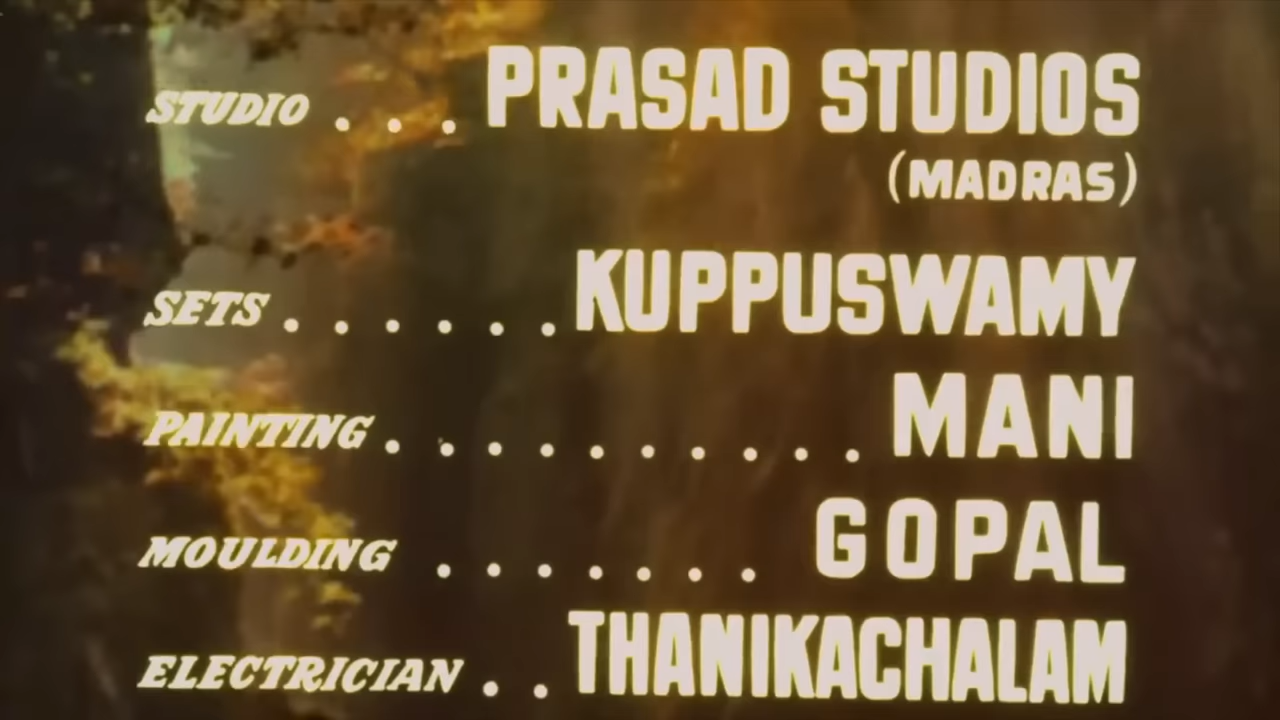 STUDIO . . . PRASAD STUDIOS
(MADRAS)
SETS . . . . . . KUPPUSWAMY
PAINTING . . . . . . . . . . MANI
MOULDING . . . . . . . GOPAL
ELECTRICIAN . . THANIKACHALAM